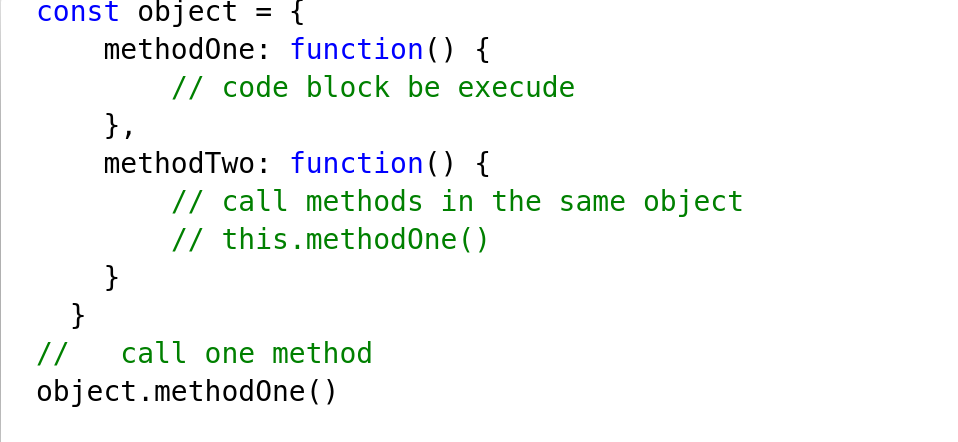 const object = {
    methodOne: function() {
        // code block be execude
    },
    methodTwo: function() {
        // call methods in the same object
        // this.methodOne()
    }
  }
//   call one method
object.methodOne()